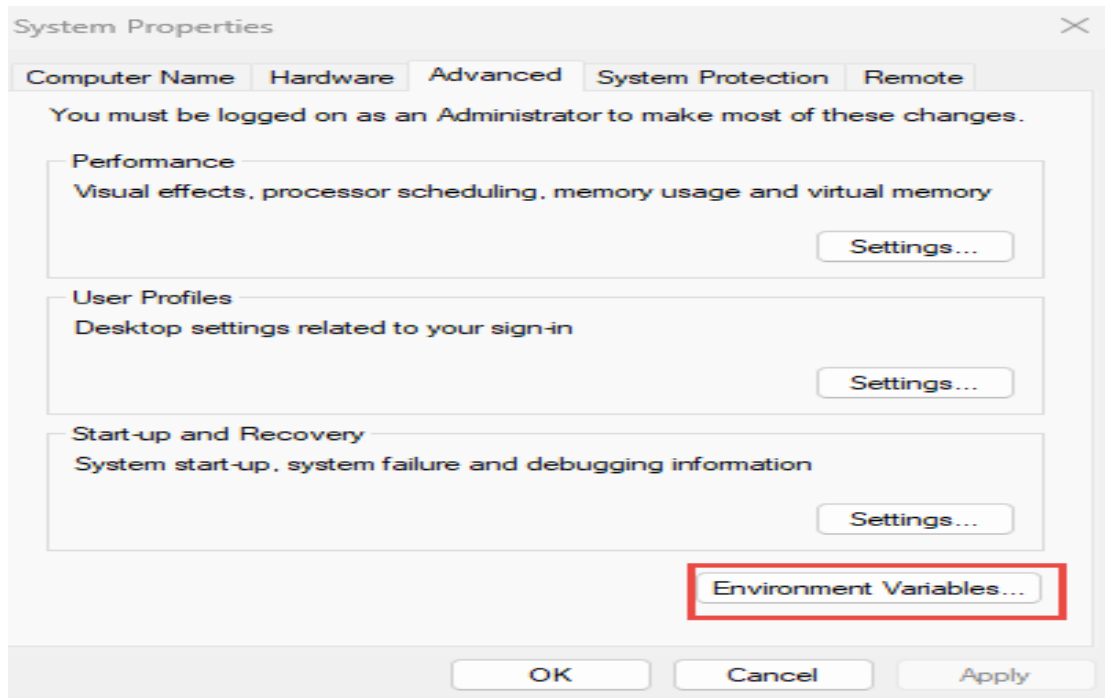 System Properties
Computer Name Hardware Advanced System Protection Remote
You must be logged on as an Administrator to make most of these changes.
Performance
Visual effects, processor scheduling, memory usage and virtual memory
Settings...
User Profiles
Desktop settings related to your sign-in
Settings...
Start-up and Recovery
System start-up, system failure and debugging information
Settings...
Environment Variables...
OK Cancel Apply